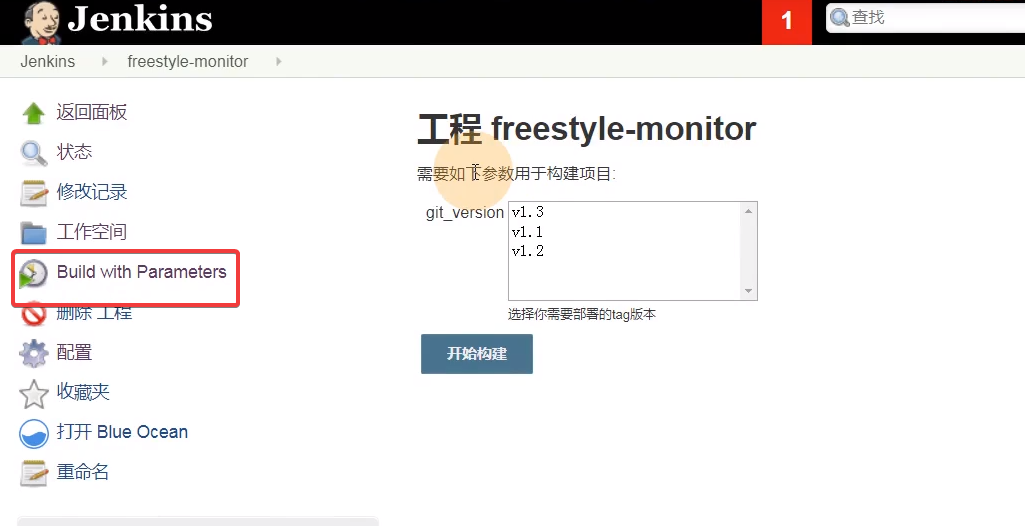 Jenkins
1
查找
Jenkins
freestyle-monitor
返回面板
状态
修改记录
工作空间
Build with Parameters
删除 工程
配置
收藏夹
打开 Blue Ocean
重命名
工程 freestyle-monitor
需要如下参数用于构建项目:
git_version
v1.3
v1.1
v1.2
选择你需要部署的tag版本
开始构建